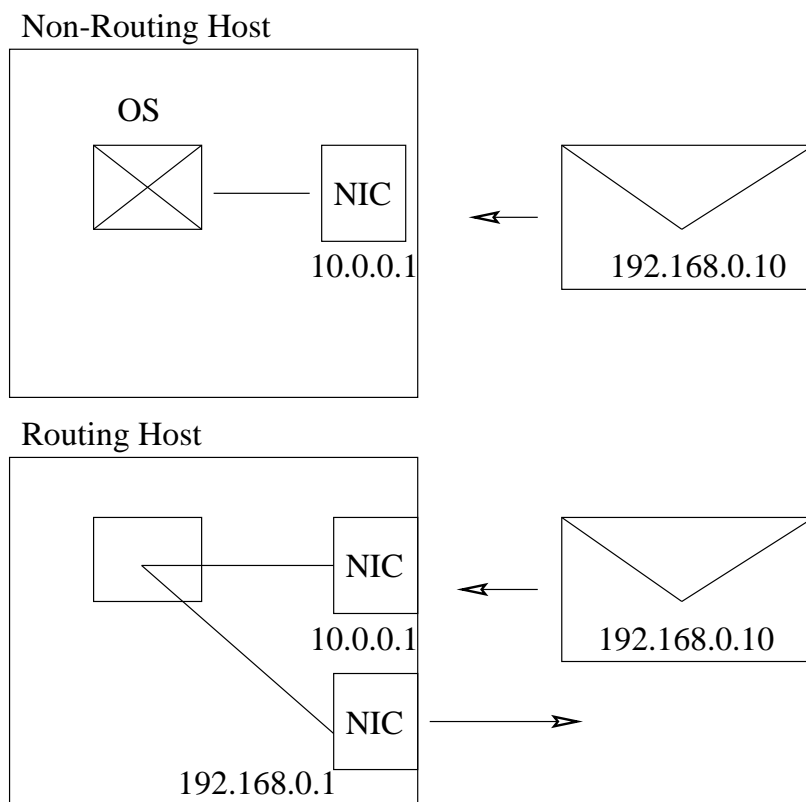 Non-Routing Host
OS
NIC
10.0.0.1
192.168.0.10
Routing Host
NIC
10.0.0.1
192.168.0.10
NIC
192.168.0.1